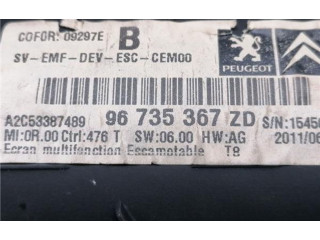 COFOR: 09297E B
SV-EMF-DEV-ESC-CEM00
PEUGEOT
A2C53387489 96 735 367 ZD S/N:1545
MI:0R.00 Ctrl:476 T SW:06.00 HW:AG 2011/06
Ecran multifonction Escamotable T8